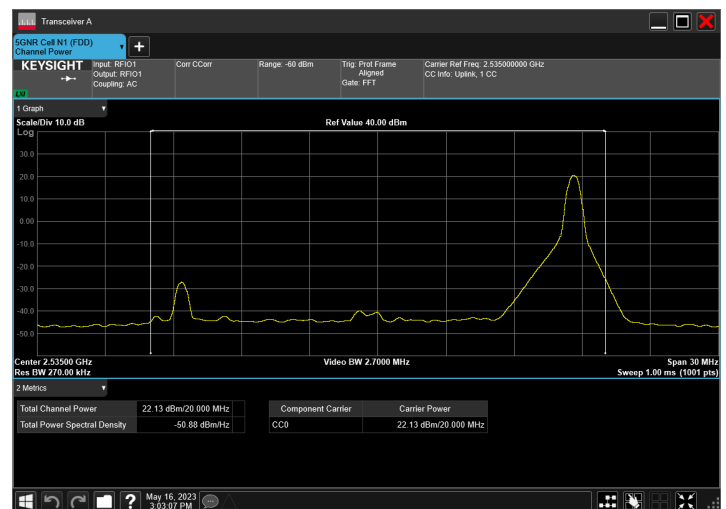 Transceiver A
5GNR Cell N1 (FDD)
Channel Power
KEYSIGHT
LXI
Input: RFIO1
Output: RFIO1
Coupling: AC
Corr CCorr
Range: -60 dBm
Trig: Prot Frame
Aligned
Gate: FFT
Carrier Ref Freq: 2.535000000 GHz
CC Info: Uplink, 1 CC
1 Graph
Scale/Div 10.0 dB
Ref Value 40.00 dBm
Log
30.0
20.0
10.0
0.00
-10.0
-20.0
-30.0
-40.0
-50.0
Center 2.53500 GHz
Video BW 2.7000 MHz
Span 30 MHz
Res BW 270.00 kHz
Sweep 1.00 ms (1001 pts)
2 Metrics
Total Channel Power 22.13 dBm/20.000 MHz
Total Power Spectral Density -50.88 dBm/Hz
Component Carrier Carrier Power
CC0 22.13 dBm/20.000 MHz
?
May 16, 2023
3:03:07 PM